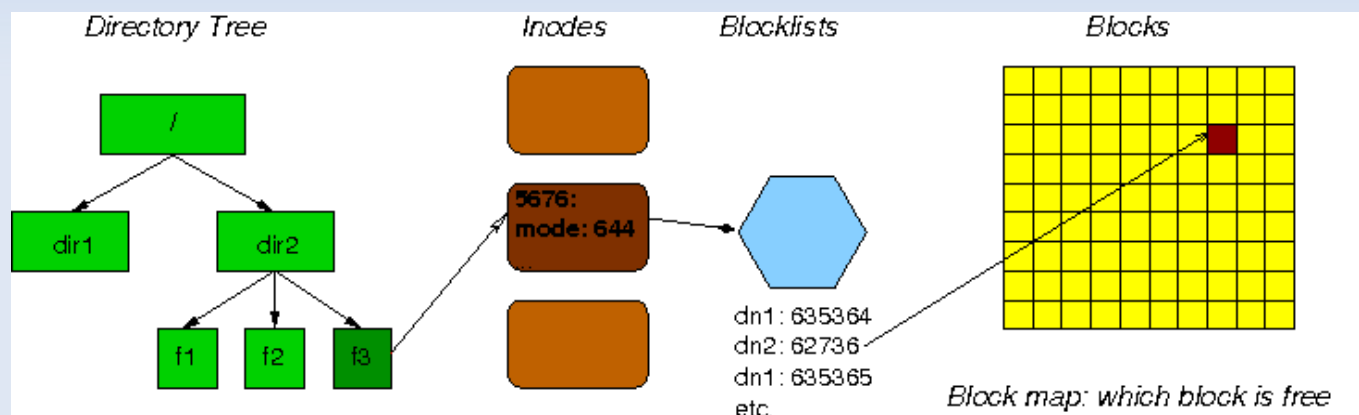 Directory Tree
Inodes
Blocklists
Blocks
/
dir1
dir2
f1
f2
f3
5676:
mode: 644
...
dn1: 635364
dn2: 62736
dn1: 635365
etc
Block map: which block is free